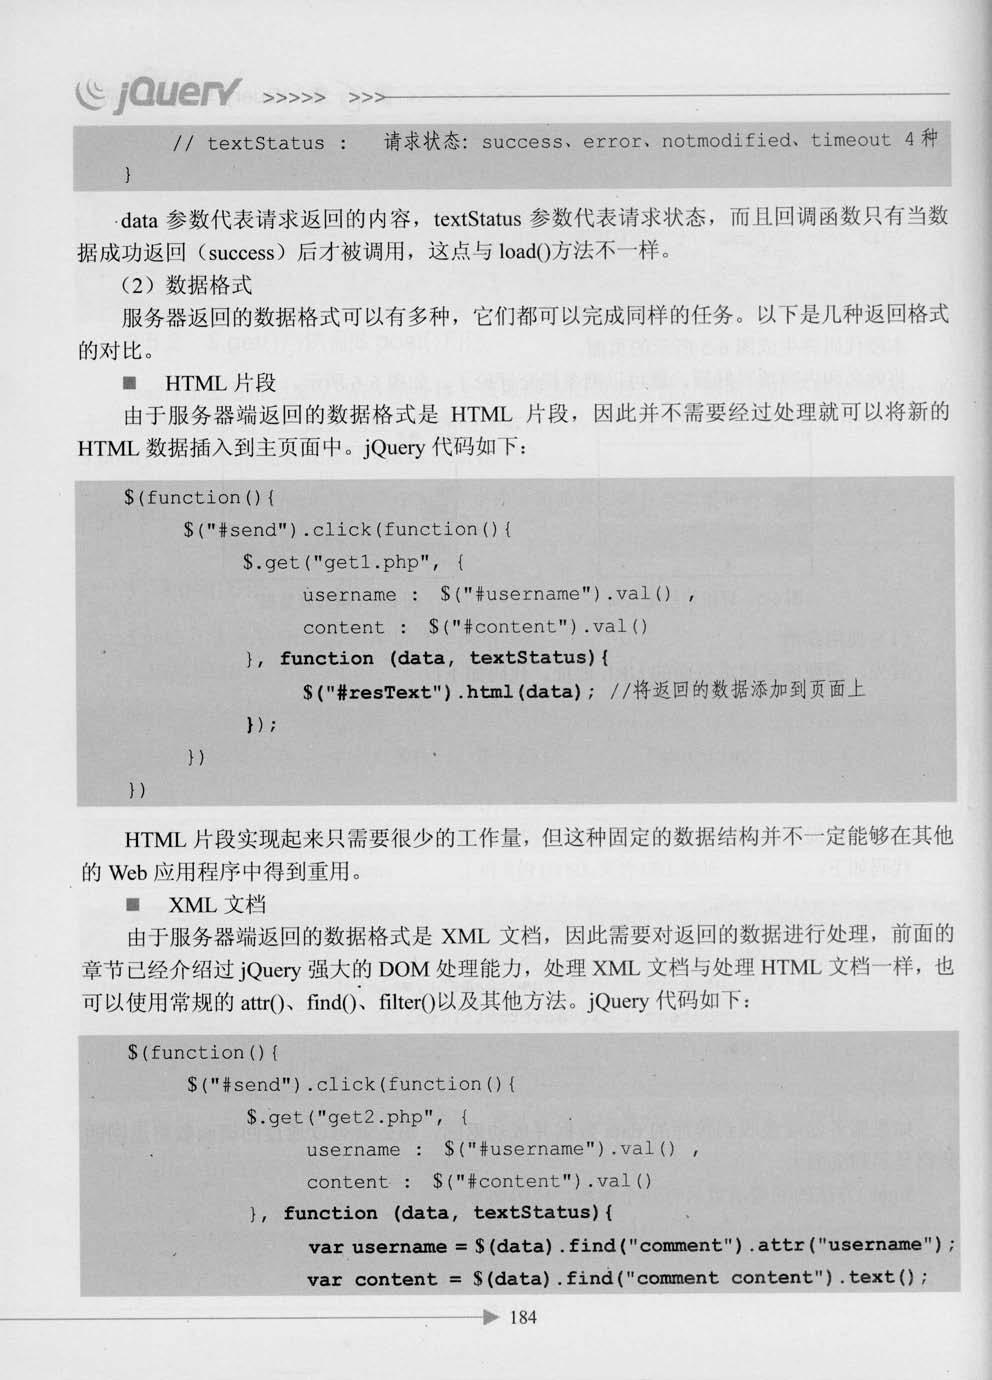 jQuery >>>>> >>>
// textStatus : 请求状态: success、error、notmodified、timeout 4种
}
data 参数代表请求返回的内容，textStatus 参数代表请求状态，而且回调函数只有当数
据成功返回（success）后才被调用，这点与 load()方法不一样。
（2）数据格式
服务器返回的数据格式可以有多种，它们都可以完成同样的任务。以下是几种返回格式
的对比。
■ HTML 片段
由于服务器端返回的数据格式是 HTML 片段，因此并不需要经过处理就可以将新的
HTML 数据插入到主页面中。jQuery 代码如下：
$(function(){
$("#send").click(function(){
$.get("get1.php", {
username : $("#username").val() ,
content : $("#content").val()
}, function (data, textStatus){
$("#resText").html(data); //将返回的数据添加到页面上
});
})
})
HTML 片段实现起来只需要很少的工作量，但这种固定的数据结构并不一定能够在其他
的 Web 应用程序中得到重用。
■ XML 文档
由于服务器端返回的数据格式是 XML 文档，因此需要对返回的数据进行处理，前面的
章节已经介绍过 jQuery 强大的 DOM 处理能力，处理 XML 文档与处理 HTML 文档一样，也
可以使用常规的 attr()、find()、filter()以及其他方法。jQuery 代码如下：
$(function(){
$("#send").click(function(){
$.get("get2.php", {
username : $("#username").val() ,
content : $("#content").val()
}, function (data, textStatus){
var username = $(data).find("comment").attr("username");
var content = $(data).find("comment content").text();
184